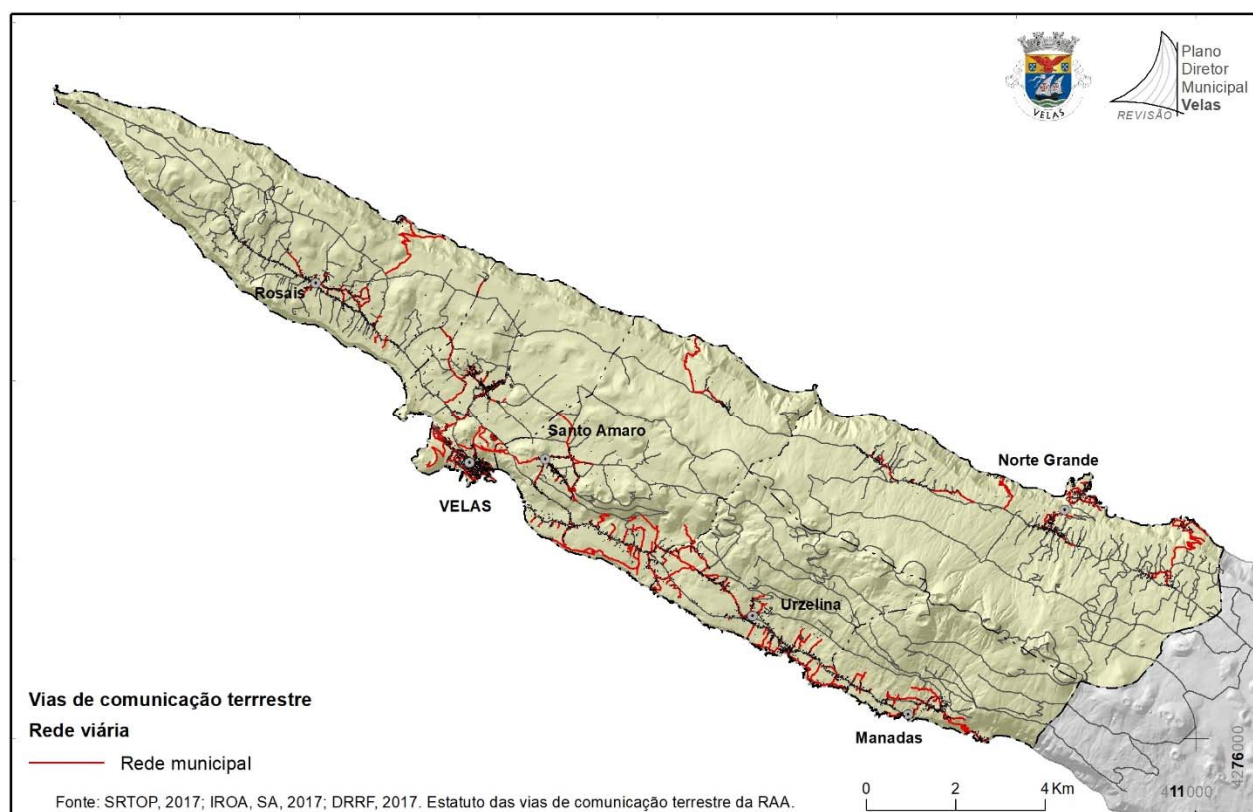 Plano
Diretor
Municipal
Velas
REVISÃO
VELAS
Rosais
Santo Amaro
VELAS
Norte Grande
Urzelina
Manadas
Vias de comunicação terrrestre
Rede viária
Rede municipal
0 2 4 Km
4276000
411000
Fonte: SRTOP, 2017; IROA, SA, 2017; DRRF, 2017. Estatuto das vias de comunicação terrestre da RAA.